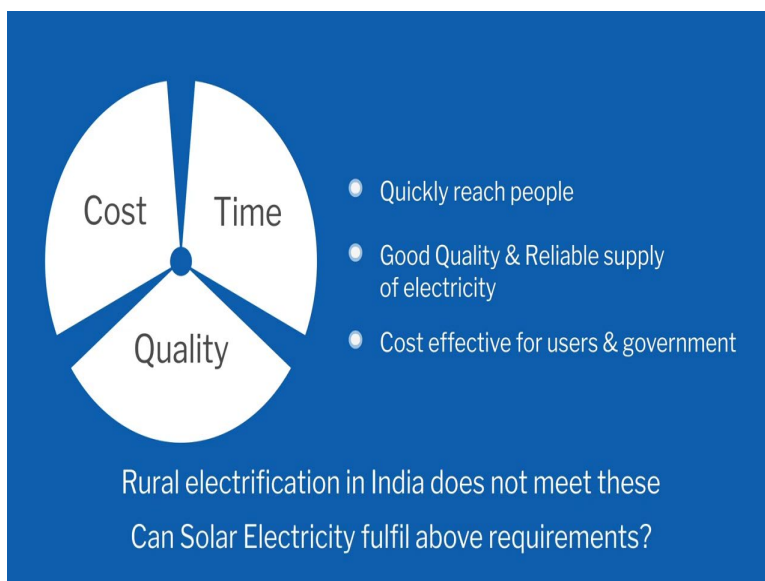 Cost
Time
Quality
Quickly reach people
Good Quality & Reliable supply
of electricity
Cost effective for users & government
Rural electrification in India does not meet these
Can Solar Electricity fulfil above requirements?